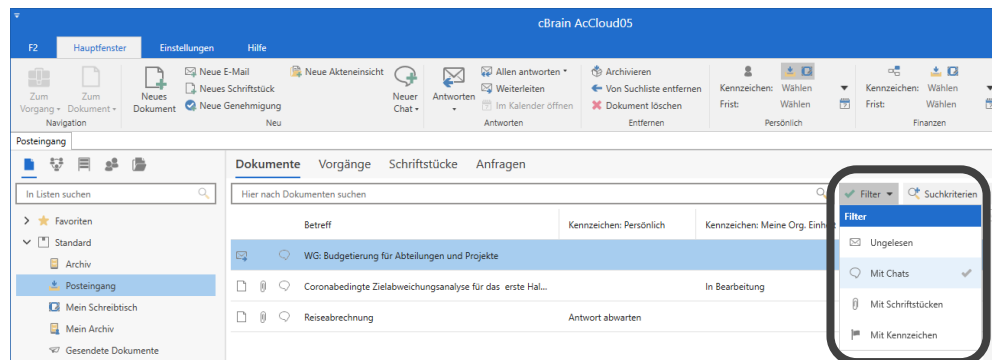 cBrain AcCloud05
F2 Hauptfenster Einstellungen Hilfe
Zum Vorgang
Zum Dokument
Navigation
Neues Dokument
Neue E-Mail
Neues Schriftstück
Neue Genehmigung
Neue Akteneinsicht
Neuer Chat
Neu
Antworten
Allen antworten
Weiterleiten
Im Kalender öffnen
Antworten
Archivieren
Von Suchliste entfernen
Dokument löschen
Entfernen
Kennzeichen: Wählen
Frist: Wählen
Persönlich
Kennzeichen: Wählen
Frist: Wählen
Finanzen
Posteingang
Dokumente Vorgänge Schriftstücke Anfragen
In Listen suchen
Hier nach Dokumenten suchen
Filter Suchkriterien
Favoriten
Standard
Archiv
Posteingang
Mein Schreibtisch
Mein Archiv
Gesendete Dokumente
Betreff Kennzeichen: Persönlich Kennzeichen: Meine Org. Einheit
WG: Budgetierung für Abteilungen und Projekte
Coronabedingte Zielabweichungsanalyse für das erste Hal... In Bearbeitung
Reiseabrechnung Antwort abwarten
Filter
Ungelesen
Mit Chats
Mit Schriftstücken
Mit Kennzeichen